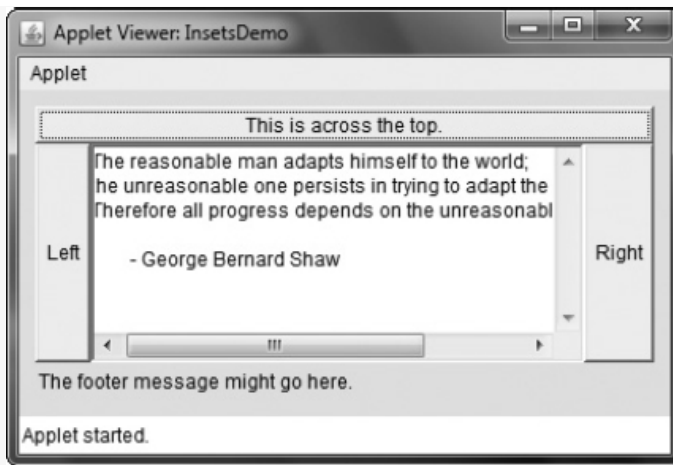 Applet Viewer: InsetsDemo
Applet
This is across the top.
The reasonable man adapts himself to the world;
he unreasonable one persists in trying to adapt the
Therefore all progress depends on the unreasonabl
- George Bernard Shaw
Left
Right
The footer message might go here.
Applet started.